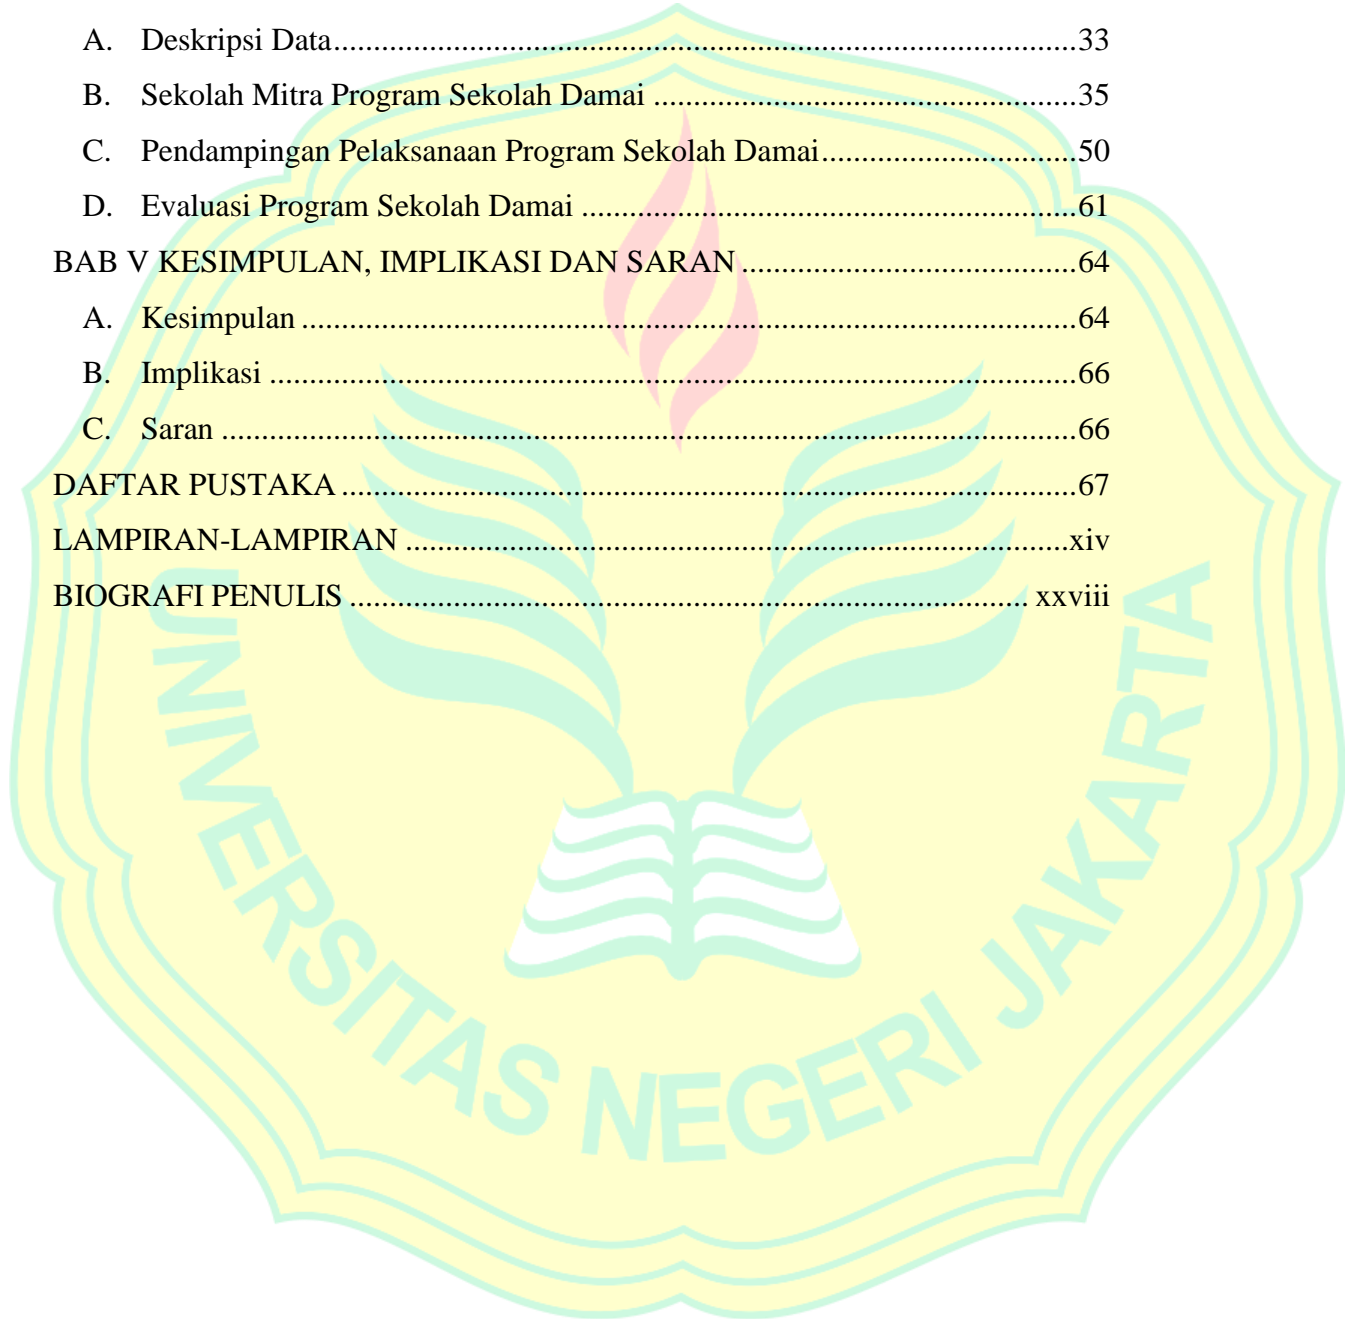 A. Deskripsi Data....................33
B. Sekolah Mitra Program Sekolah Damai ....................35
C. Pendampingan Pelaksanaan Program Sekolah Damai....................50
D. Evaluasi Program Sekolah Damai ....................61
BAB V KESIMPULAN, IMPLIKASI DAN SARAN ....................64
A. Kesimpulan ....................64
B. Implikasi ....................66
C. Saran ....................66
DAFTAR PUSTAKA ....................67
LAMPIRAN-LAMPIRAN ....................xiv
BIOGRAFI PENULIS .................... xxviii
UNIVERSITAS NEGERI JAKARTA